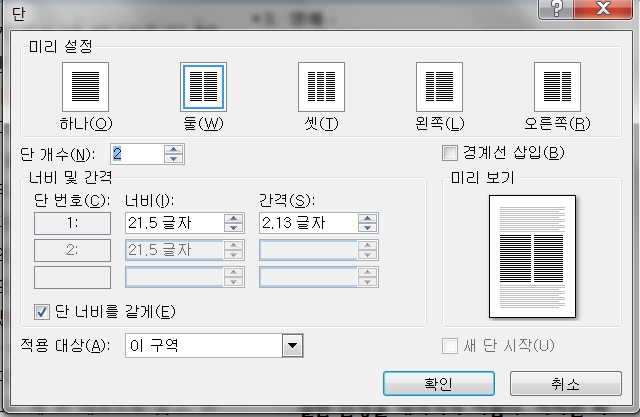 단
3. 연혜
미리 설정
하나(O) 둘(W) 셋(T) 왼쪽(L) 오른쪽(R)
단 개수(N): 2 경계선 삽입(B)
너비 및 간격 미리 보기
단 번호(C): 너비(I): 간격(S):
1: 21.5 글자 2.13 글자
2: 21.5 글자
단 너비를 같게(E)
적용 대상(A): 이 구역 새 단 시작(U)
확인 취소